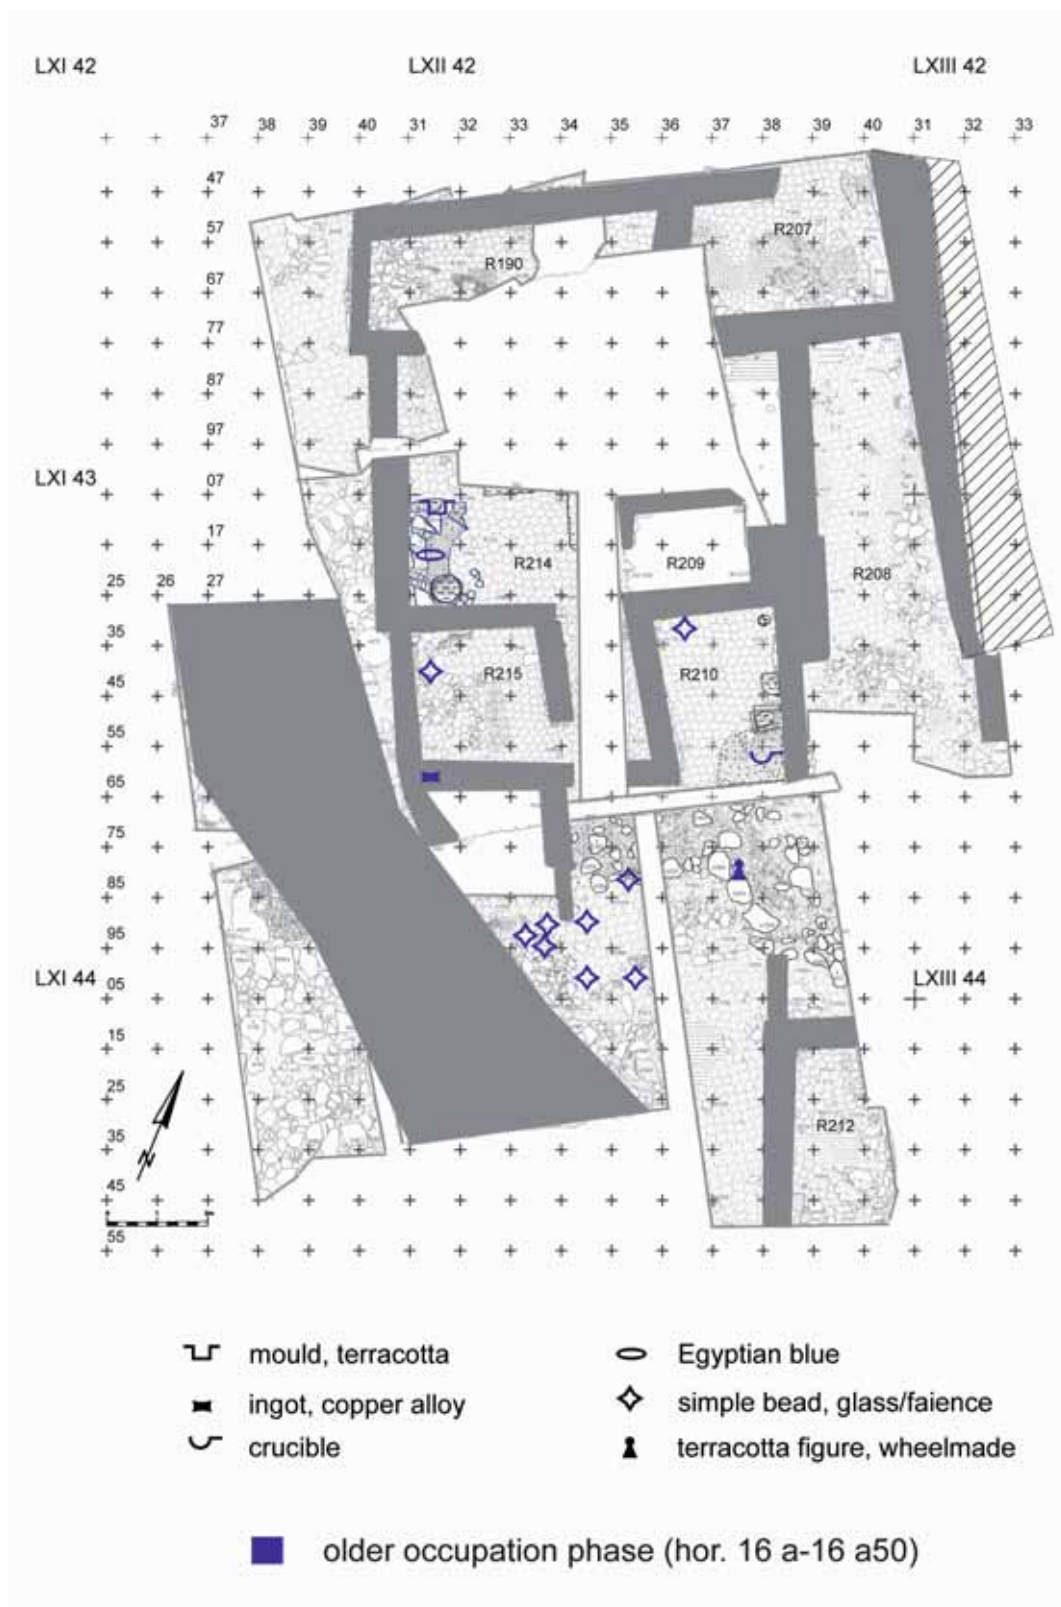 LXI 42 LXII 42 LXIII 42
37 38 39 40 31 32 33 34 35 36 37 38 39 40 31 32 33
47
57 R207
R190
67
77
87
97
LXI 43 07
17
R214 R209 R208
25 26 27
35
R215 R210
45
55
65
75
85
95
LXI 44 05 LXIII 44
15
25
R212
35
N
45
55
mould, terracotta Egyptian blue
ingot, copper alloy simple bead, glass/faience
crucible terracotta figure, wheelmade
older occupation phase (hor. 16 a-16 a50)